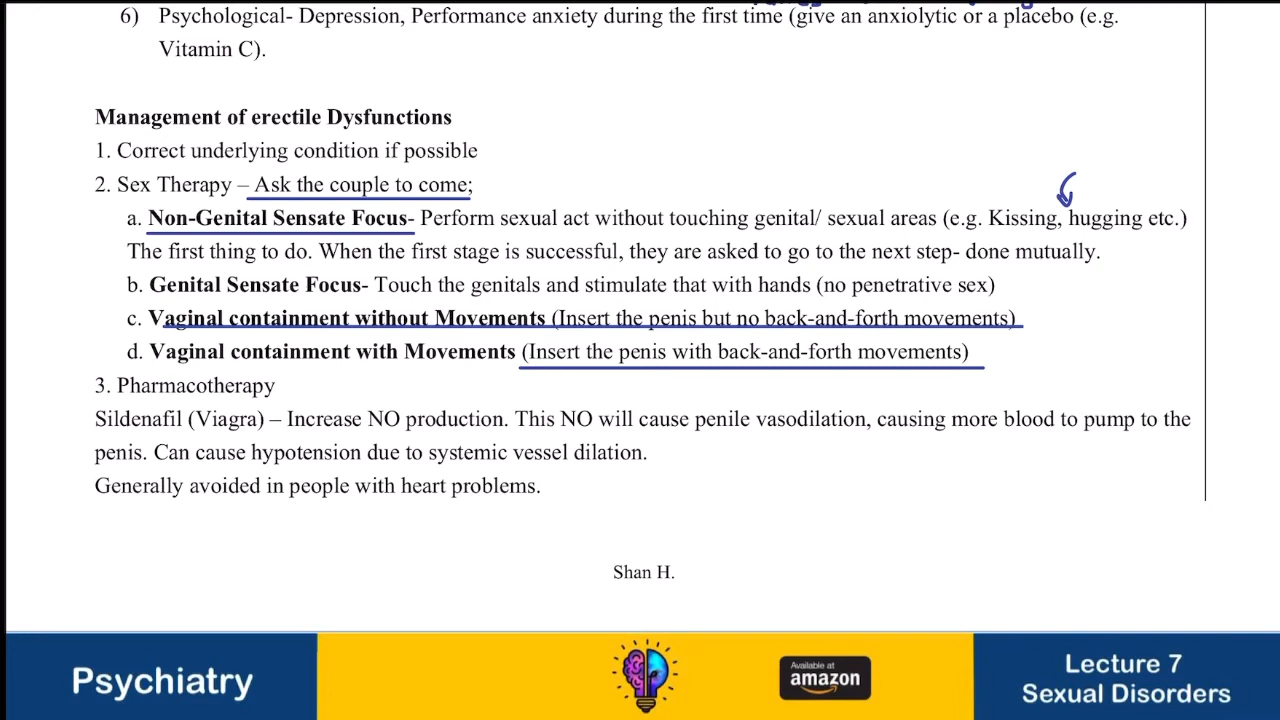 6) Psychological- Depression, Performance anxiety during the first time (give an anxiolytic or a placebo (e.g.
Vitamin C).
Management of erectile Dysfunctions
1. Correct underlying condition if possible
2. Sex Therapy – Ask the couple to come;
a. Non-Genital Sensate Focus- Perform sexual act without touching genital/ sexual areas (e.g. Kissing, hugging etc.)
The first thing to do. When the first stage is successful, they are asked to go to the next step- done mutually.
b. Genital Sensate Focus- Touch the genitals and stimulate that with hands (no penetrative sex)
c. Vaginal containment without Movements (Insert the penis but no back-and-forth movements)
d. Vaginal containment with Movements (Insert the penis with back-and-forth movements)
3. Pharmacotherapy
Sildenafil (Viagra) – Increase NO production. This NO will cause penile vasodilation, causing more blood to pump to the
penis. Can cause hypotension due to systemic vessel dilation.
Generally avoided in people with heart problems.
Shan H.
Psychiatry
Available at
amazon
Lecture 7
Sexual Disorders